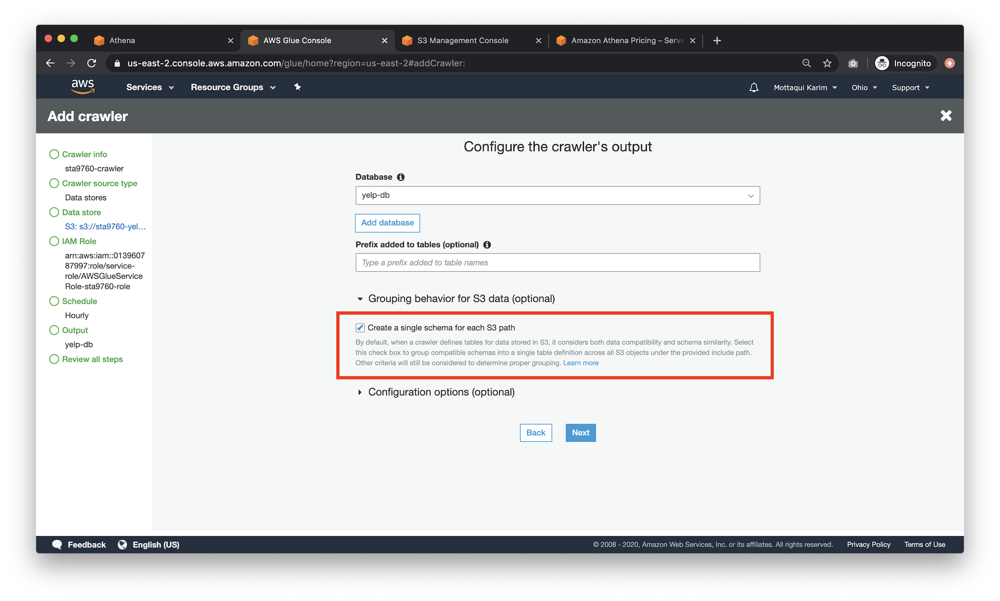 Athena
AWS Glue Console
S3 Management Console
Amazon Athena Pricing – Serve
us-east-2.console.aws.amazon.com/glue/home?region=us-east-2#addCrawler:
Incognito
aws
Services
Resource Groups
Mottaqui Karim
Ohio
Support
Add crawler
Crawler info
sta9760-crawler
Crawler source type
Data stores
Data store
S3: s3://sta9760-yel…
IAM Role
arn:aws:iam::0139607
87997:role/service-
role/AWSGlueService
Role-sta9760-role
Schedule
Hourly
Output
yelp-db
Review all steps
Configure the crawler's output
Database
yelp-db
Add database
Prefix added to tables (optional)
Type a prefix added to table names
Grouping behavior for S3 data (optional)
Create a single schema for each S3 path
By default, when a crawler defines tables for data stored in S3, it considers both data compatibility and schema similarity. Select
this check box to group compatible schemas into a single table definition across all S3 objects under the provided include path.
Other criteria will still be considered to determine proper grouping. Learn more
Configuration options (optional)
Back
Next
Feedback
English (US)
© 2008 - 2020, Amazon Web Services, Inc. or its affiliates. All rights reserved.
Privacy Policy
Terms of Use